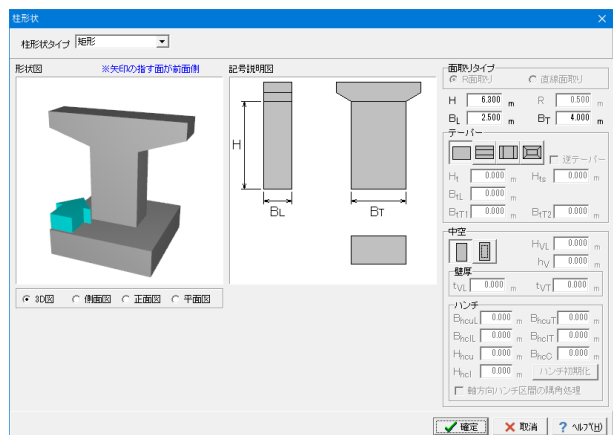 柱形状
柱形状タイプ 矩形
形状図 ※矢印の指す面が前面側
記号説明図
H
BL
BT
3D図 側面図 正面図 平面図
面取りタイプ
R面取り 直線面取り
H 6.300 m R 0.500 m
BL 2.500 m BT 4.000 m
テーパー
逆テーパー
Ht 0.000 m Hts 0.000 m
BtL 0.000 m
BtT1 0.000 m BtT2 0.000 m
中空
HVL 0.000 m
hV 0.000 m
壁厚
tVL 0.000 m tVT 0.000 m
ハンチ
BhcuL 0.000 m BhcuT 0.000 m
BhclL 0.000 m BhclT 0.000 m
Hhcu 0.000 m BhcC 0.000 m
Hhcl 0.000 m ハンチ初期化
軸方向ハンチ区間の隅角処理
確定 取消 ? ヘルプ(H)